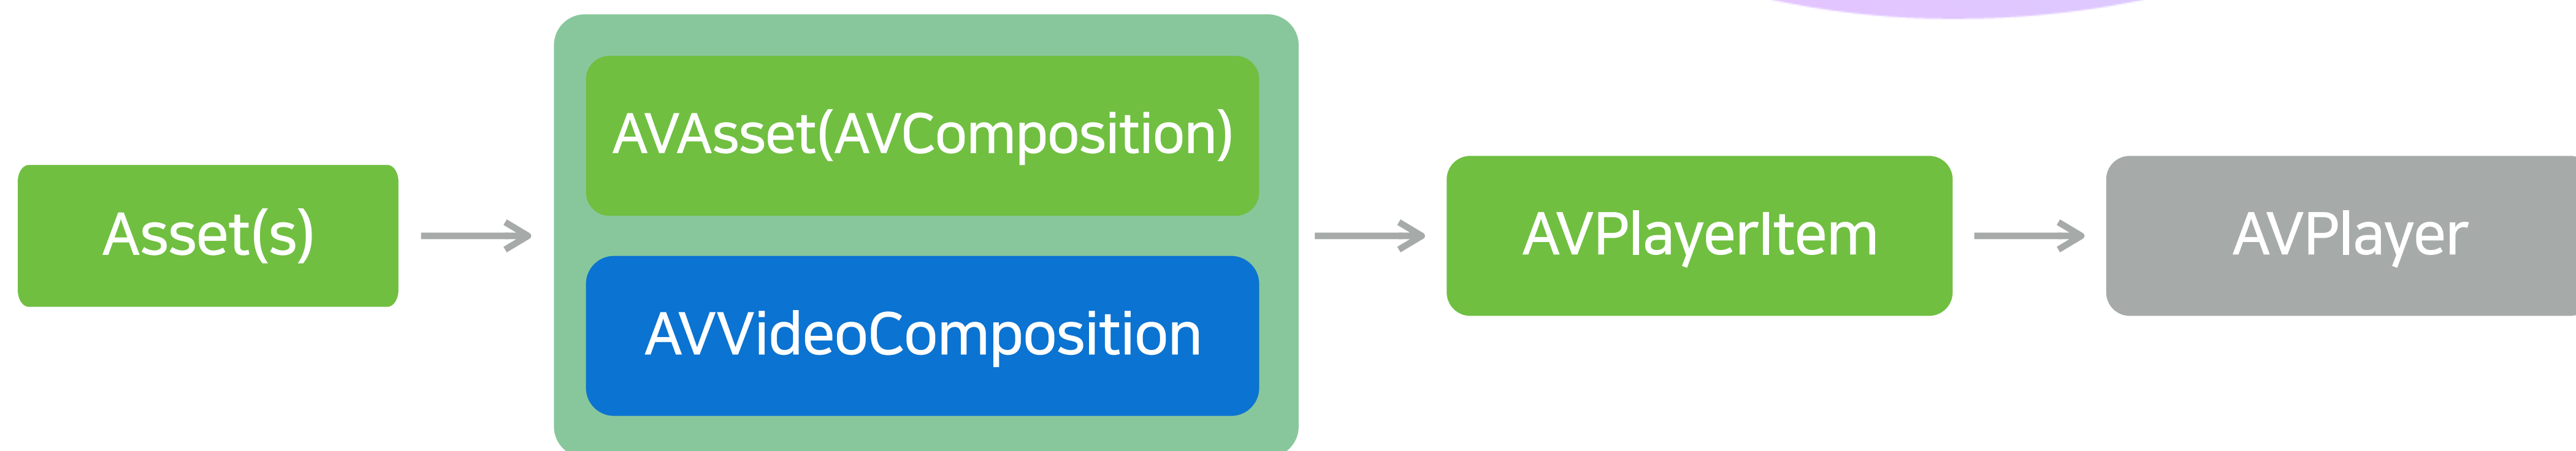 Asset(s)
AVAsset(AVComposition)
AVVideoComposition
AVPlayerItem
AVPlayer